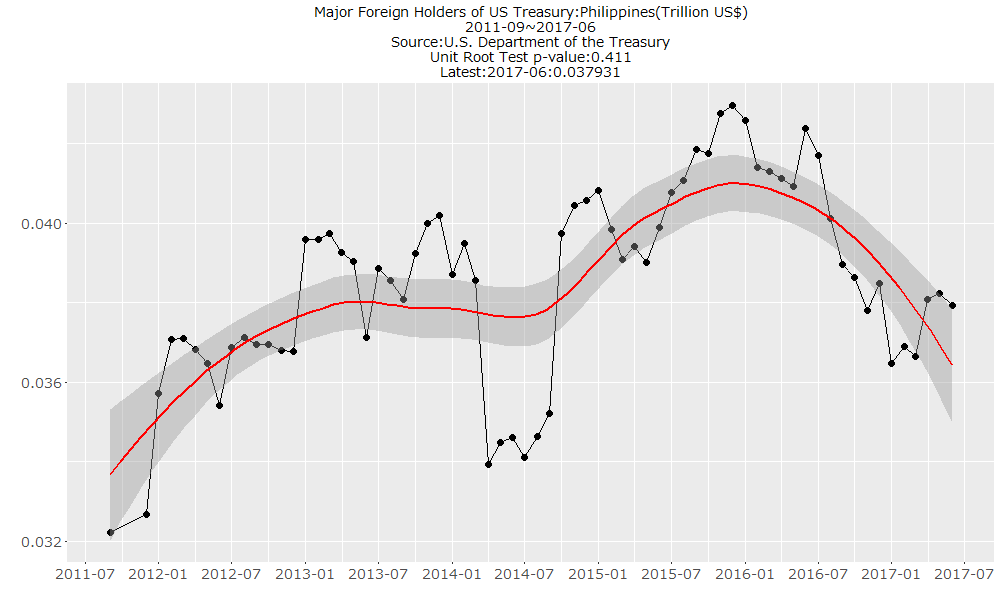 Major Foreign Holders of US Treasury:Philippines(Trillion US$)
2011-09~2017-06
Source:U.S. Department of the Treasury
Unit Root Test p-value:0.411
Latest:2017-06:0.037931
0.040
0.036
0.032
2011-07 2012-01 2012-07 2013-01 2013-07 2014-01 2014-07 2015-01 2015-07 2016-01 2016-07 2017-01 2017-07